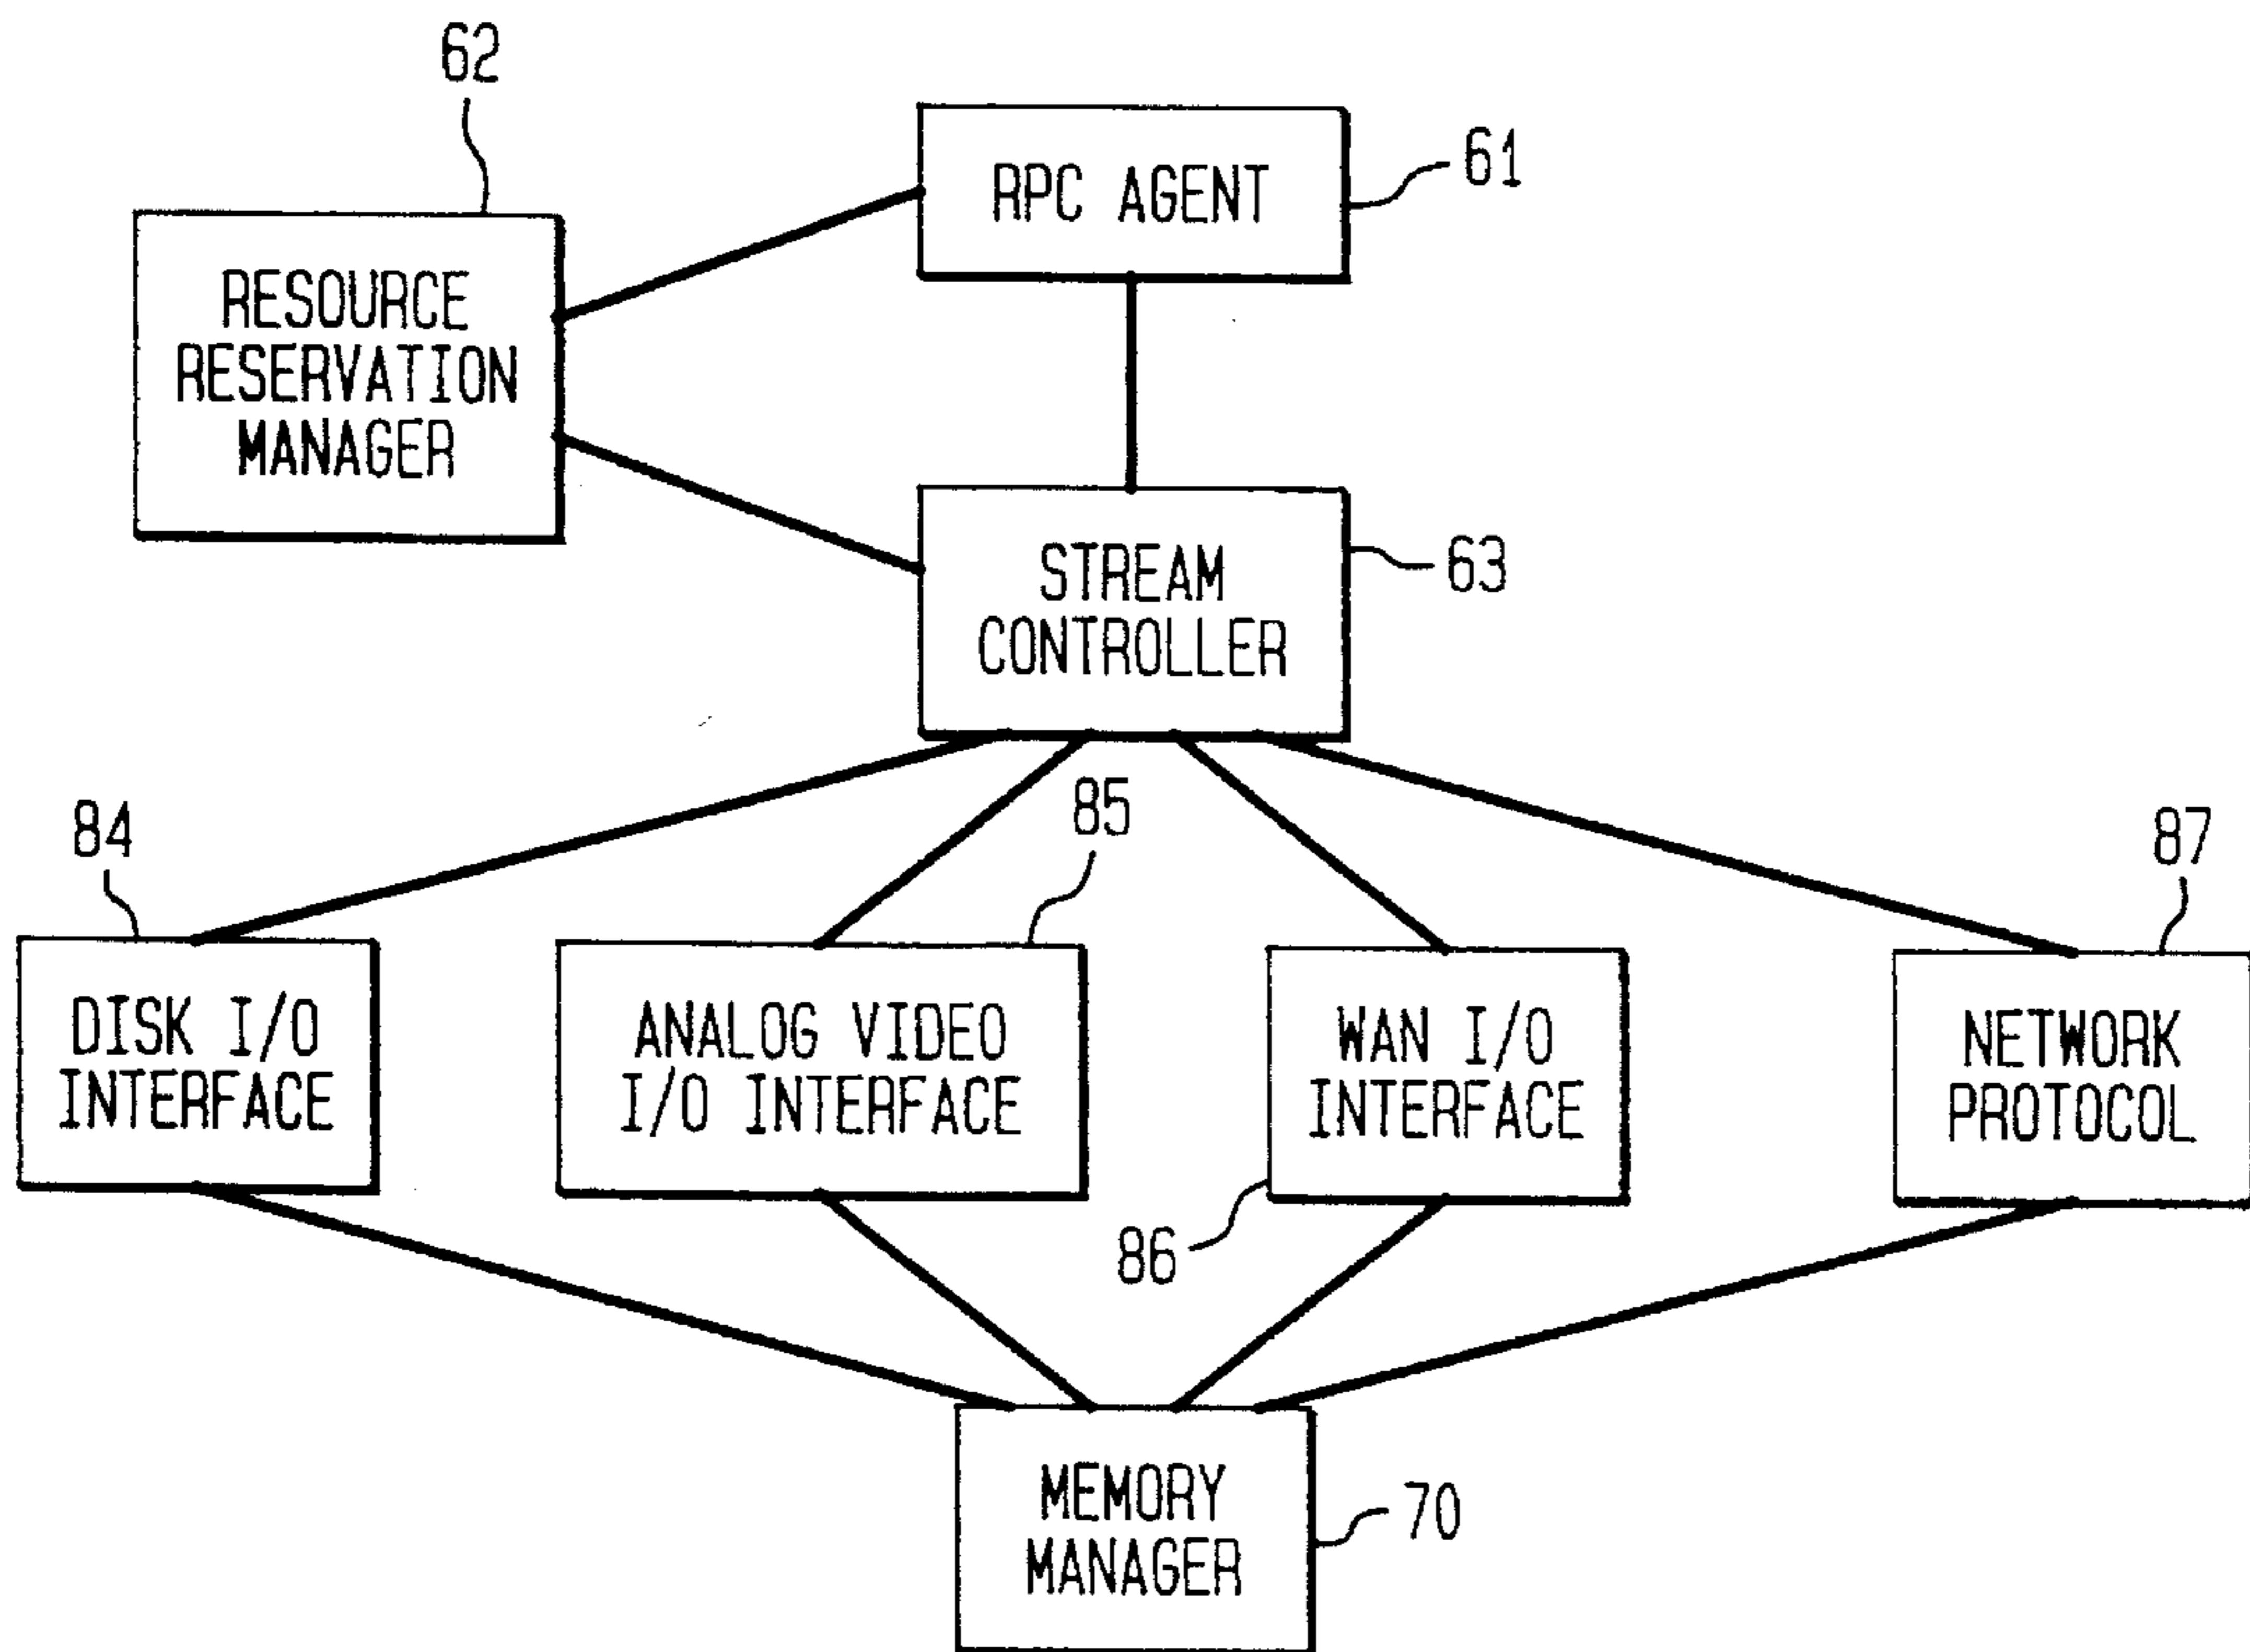 62
RPC AGENT
61
RESOURCE
RESERVATION
MANAGER
STREAM
CONTROLLER
63
84
85
87
DISK I/O
INTERFACE
ANALOG VIDEO
I/O INTERFACE
WAN I/O
INTERFACE
NETWORK
PROTOCOL
86
MEMORY
MANAGER
70